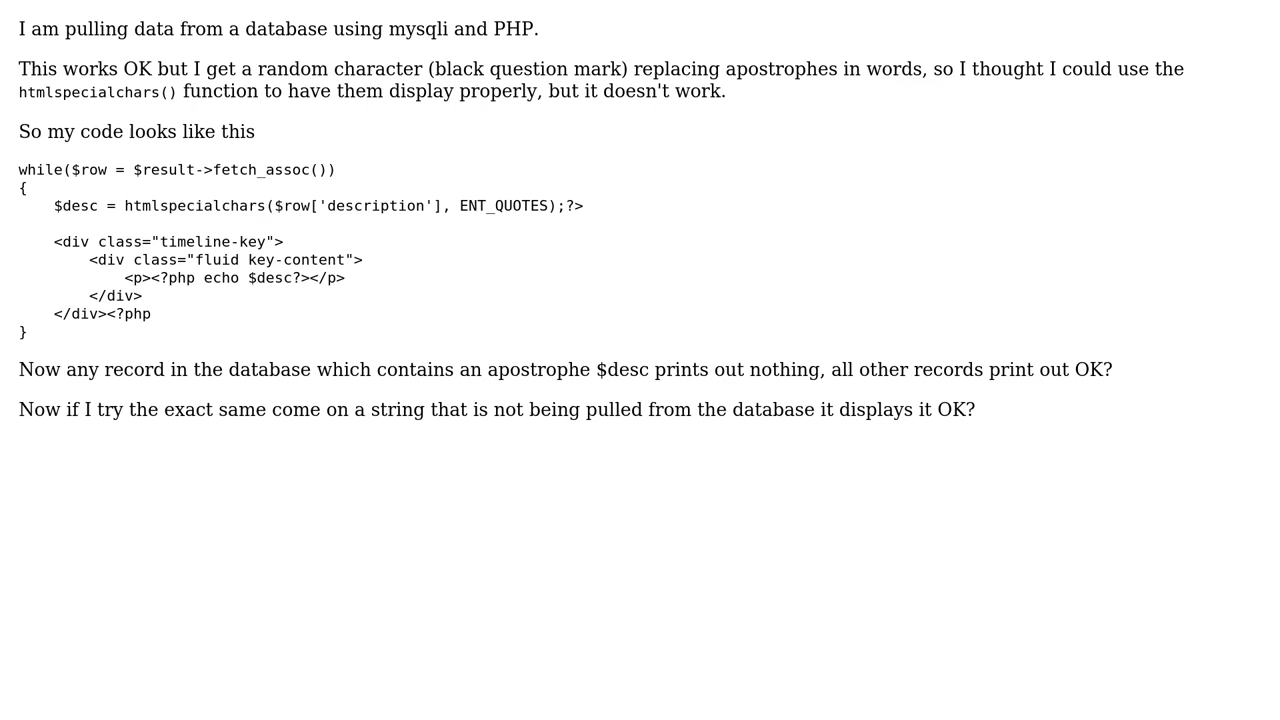 I am pulling data from a database using mysqli and PHP.
This works OK but I get a random character (black question mark) replacing apostrophes in words, so I thought I could use the
htmlspecialchars() function to have them display properly, but it doesn't work.
So my code looks like this
while($row = $result->fetch_assoc())
{
    $desc = htmlspecialchars($row['description'], ENT_QUOTES);?>
    <div class="timeline-key">
        <div class="fluid key-content">
            <p><?php echo $desc?></p>
        </div>
    </div><?php
}
Now any record in the database which contains an apostrophe $desc prints out nothing, all other records print out OK?
Now if I try the exact same come on a string that is not being pulled from the database it displays it OK?